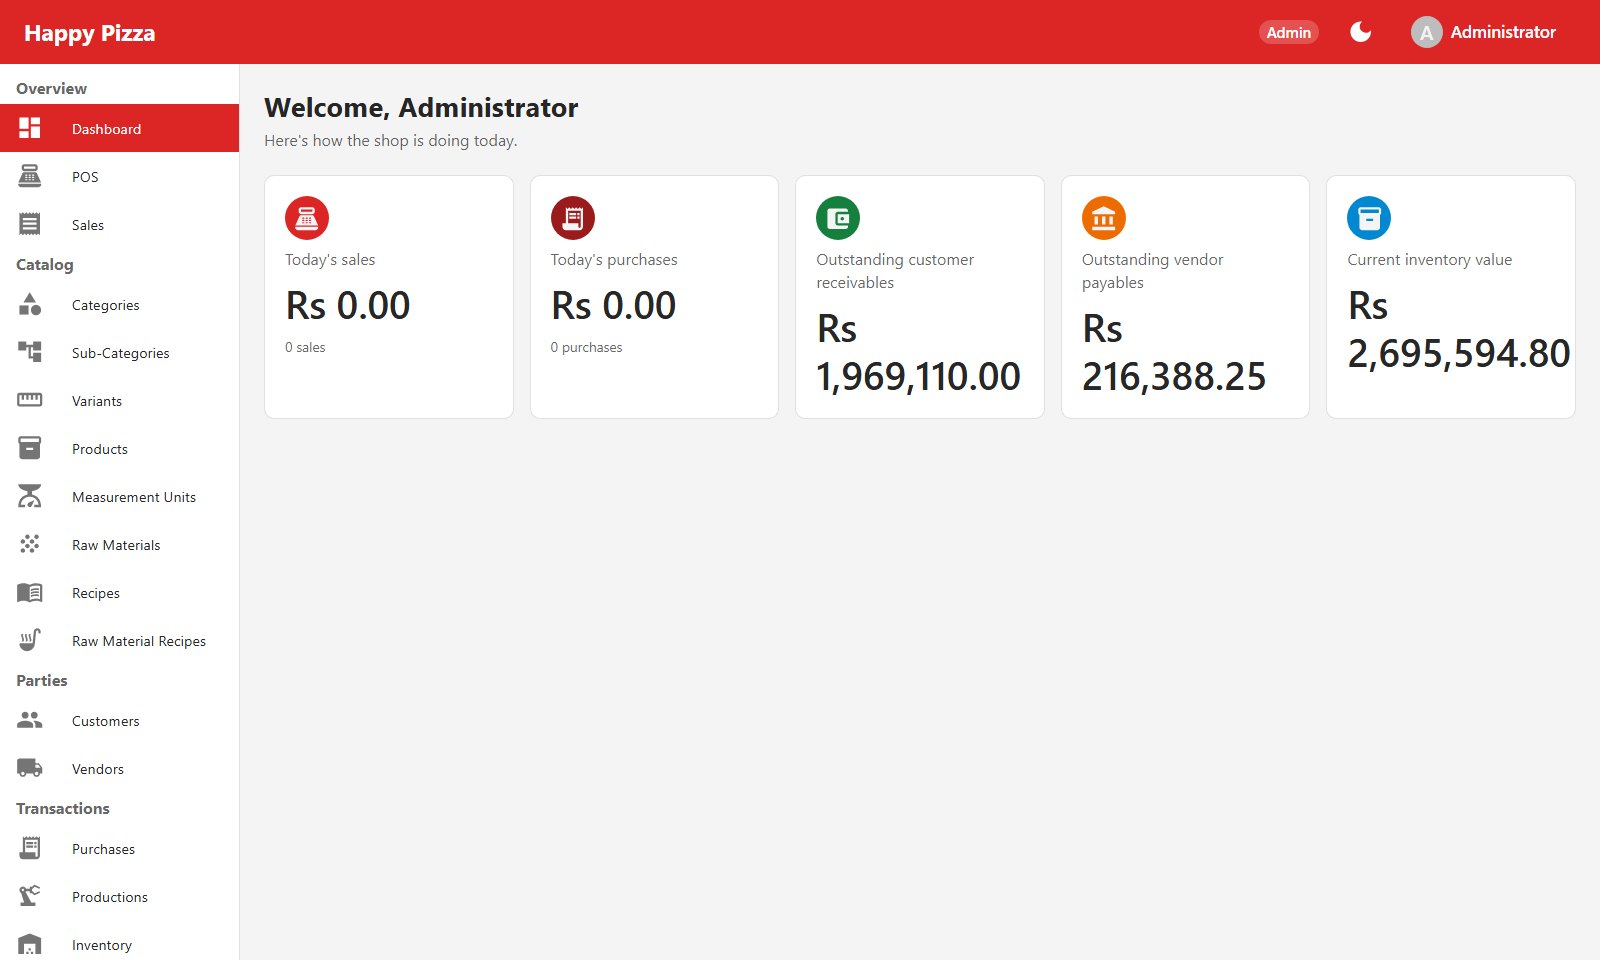 Happy Pizza
Admin
A
Administrator
Overview
Dashboard
POS
Sales
Catalog
Categories
Sub-Categories
Variants
Products
Measurement Units
Raw Materials
Recipes
Raw Material Recipes
Parties
Customers
Vendors
Transactions
Purchases
Productions
Inventory
Welcome, Administrator
Here's how the shop is doing today.
Today's sales
Rs 0.00
0 sales
Today's purchases
Rs 0.00
0 purchases
Outstanding customer
receivables
Rs
1,969,110.00
Outstanding vendor
payables
Rs
216,388.25
Current inventory value
Rs
2,695,594.80